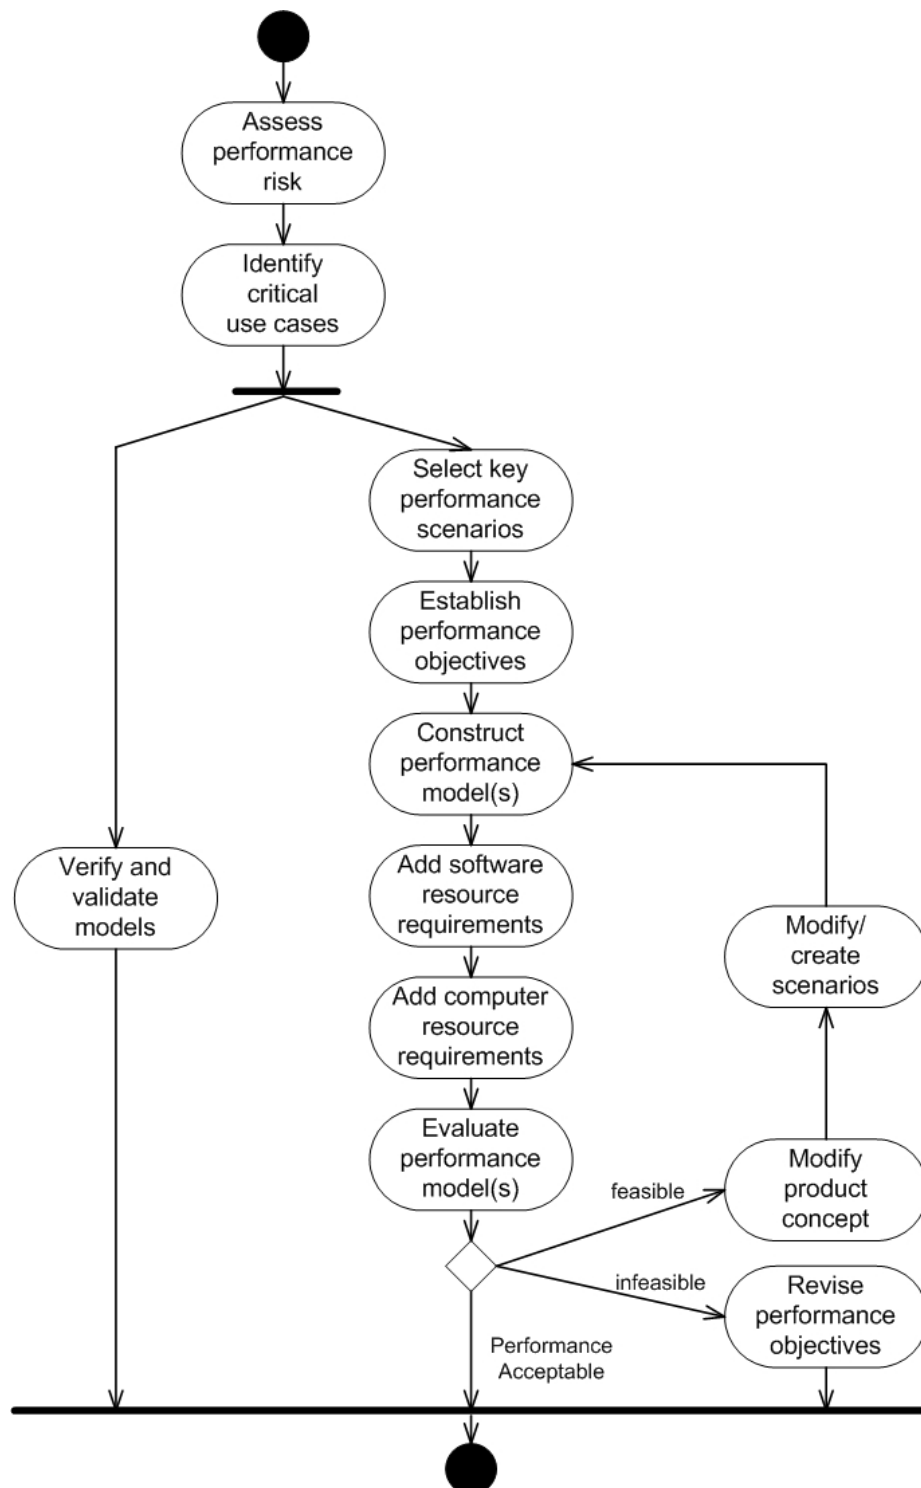 Assess
performance
risk
Identify
critical
use cases
Select key
performance
scenarios
Establish
performance
objectives
Construct
performance
model(s)
Verify and
validate
models
Add software
resource
requirements
Modify/
create
scenarios
Add computer
resource
requirements
Evaluate
performance
model(s)
feasible
Modify
product
concept
infeasible
Revise
performance
objectives
Performance
Acceptable